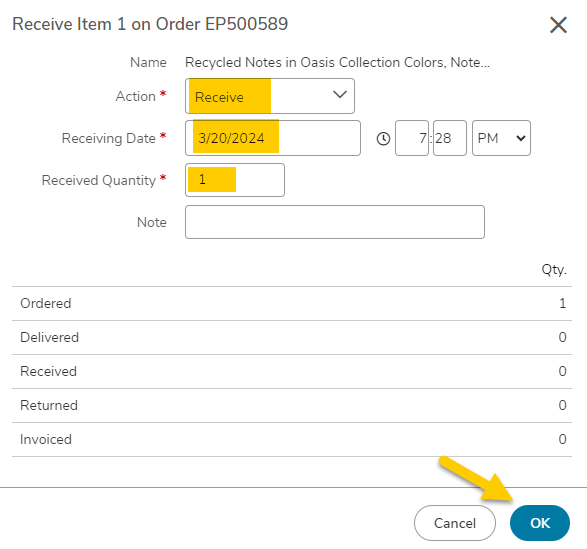 Receive Item 1 on Order EP500589
Name Recycled Notes in Oasis Collection Colors, Note...
Action * Receive
Receiving Date * 3/20/2024 7:28 PM
Received Quantity * 1
Note
Qty.
Ordered 1
Delivered 0
Received 0
Returned 0
Invoiced 0
Cancel OK